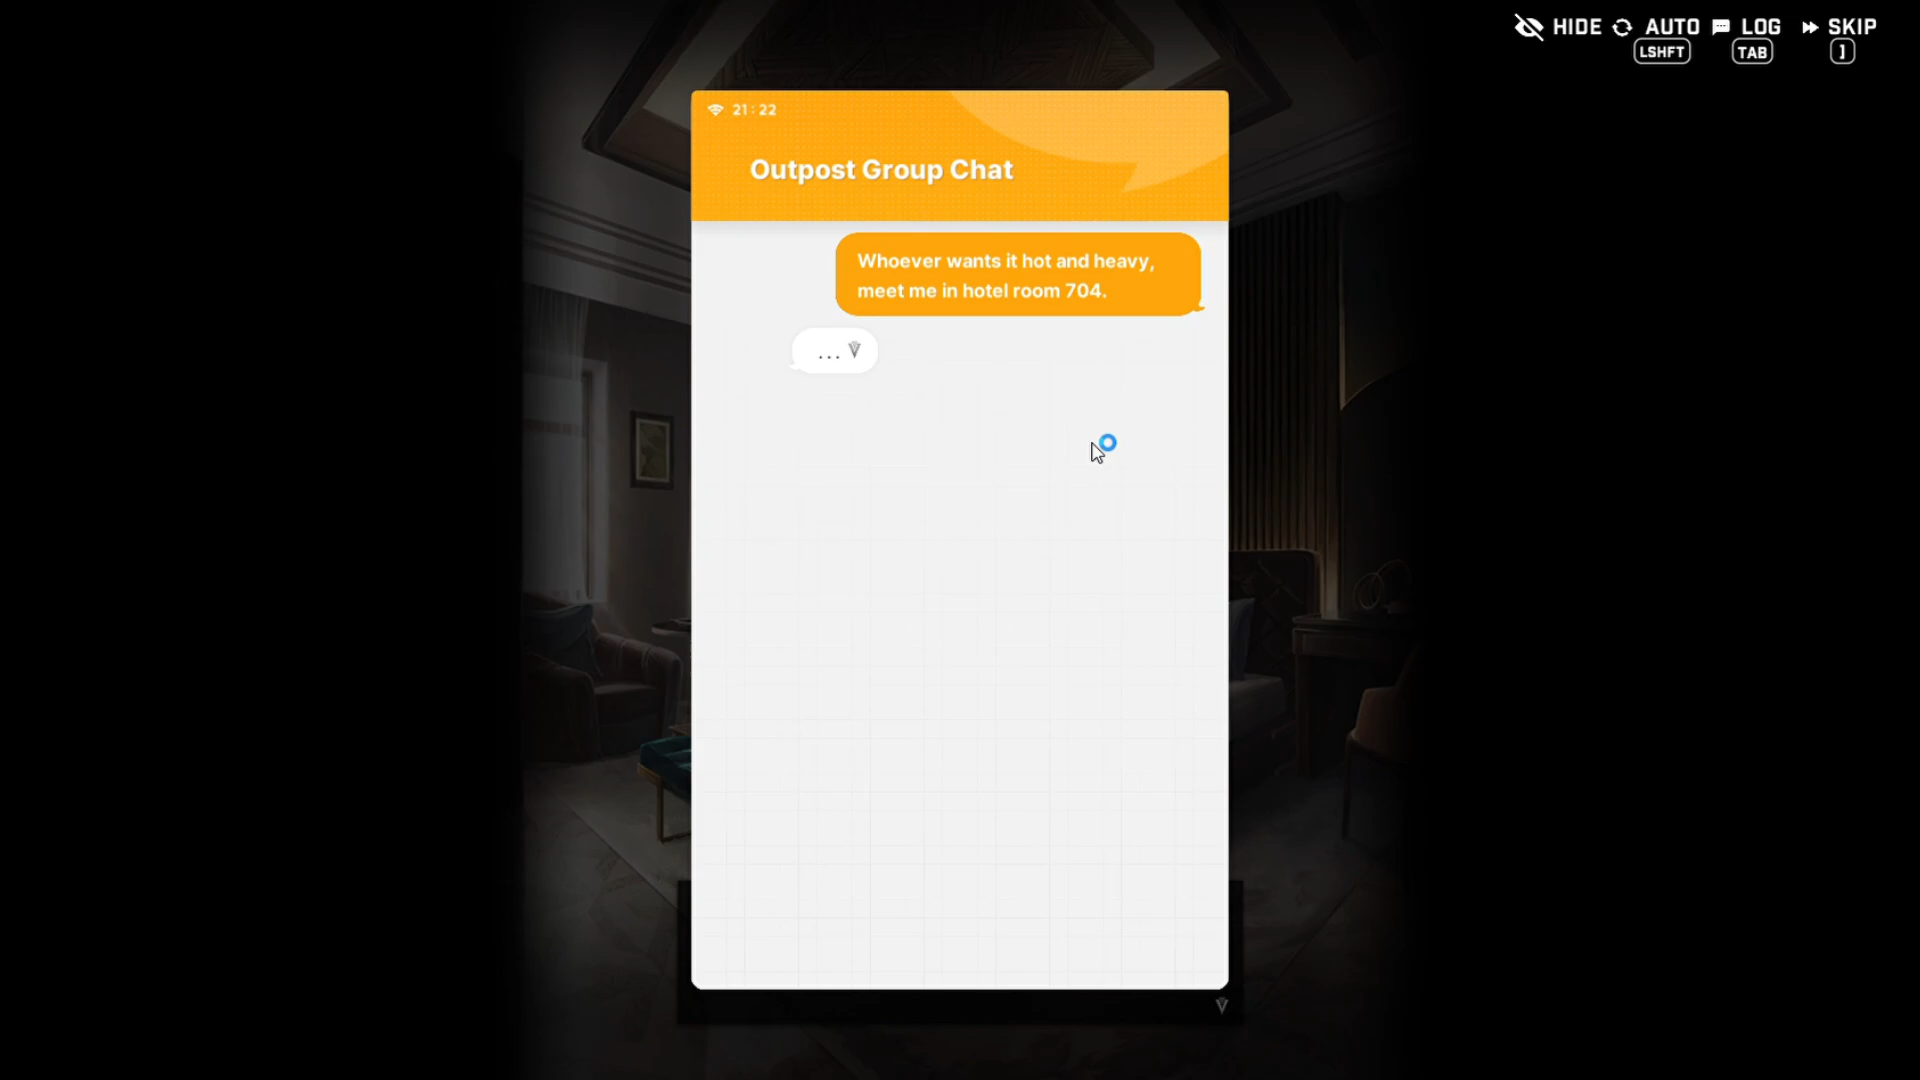 HIDE AUTO LOG SKIP
LSHFT TAB ]
21:22
Outpost Group Chat
Whoever wants it hot and heavy,
meet me in hotel room 704.
...